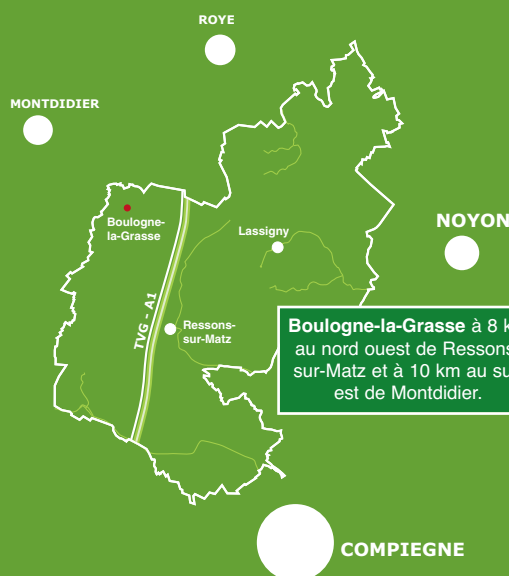 ROYE
MONTDIDIER
Boulogne-
la-Grasse
NOYON
Lassigny
TVG - A1
Ressons-
sur-Matz
Boulogne-la-Grasse à 8 k
au nord ouest de Ressons
sur-Matz et à 10 km au su
est de Montdidier.
COMPIEGNE